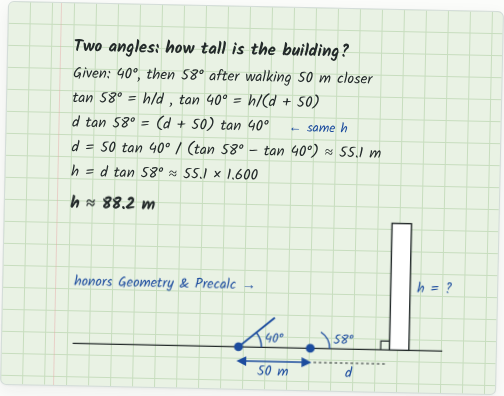 Two angles: how tall is the building?
Given: 40°, then 58° after walking 50 m closer
tan 58° = h/d , tan 40° = h/(d + 50)
d tan 58° = (d + 50) tan 40° ← same h
d = 50 tan 40° / (tan 58° − tan 40°) ≈ 55.1 m
h = d tan 58° ≈ 55.1 × 1.600
h ≈ 88.2 m
honors Geometry & Precalc →
h = ?
40°
58°
50 m
d